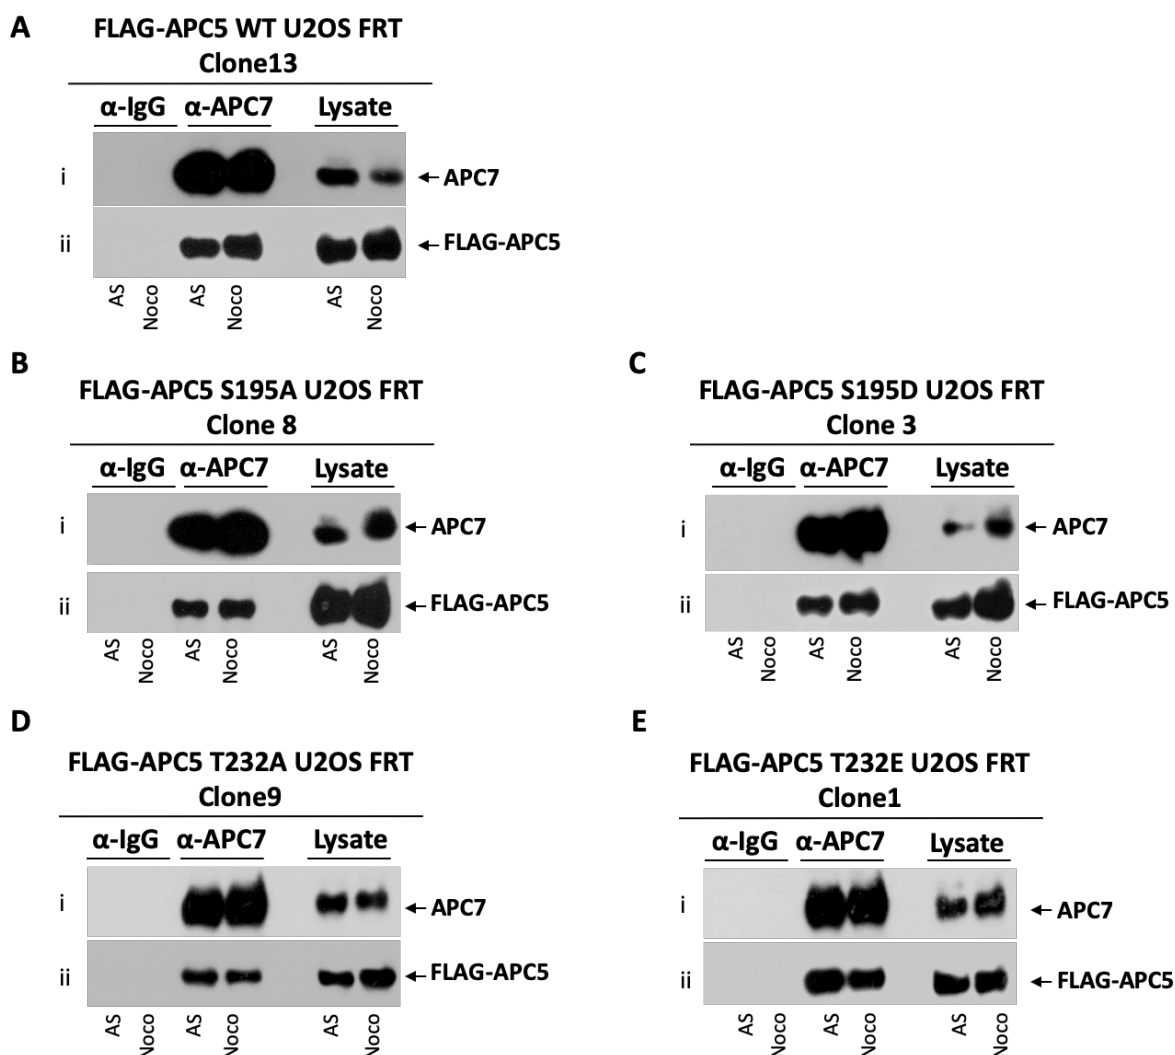 A
FLAG-APC5 WT U2OS FRT
Clone13
α-IgG α-APC7 Lysate
i
← APC7
ii
← FLAG-APC5
AS Noco AS Noco AS Noco
B
FLAG-APC5 S195A U2OS FRT
Clone 8
α-IgG α-APC7 Lysate
i
← APC7
ii
← FLAG-APC5
AS Noco AS Noco AS Noco
C
FLAG-APC5 S195D U2OS FRT
Clone 3
α-IgG α-APC7 Lysate
i
← APC7
ii
← FLAG-APC5
AS Noco AS Noco AS Noco
D
FLAG-APC5 T232A U2OS FRT
Clone9
α-IgG α-APC7 Lysate
i
← APC7
ii
← FLAG-APC5
AS Noco AS Noco AS Noco
E
FLAG-APC5 T232E U2OS FRT
Clone1
α-IgG α-APC7 Lysate
i
← APC7
ii
← FLAG-APC5
AS Noco AS Noco AS Noco